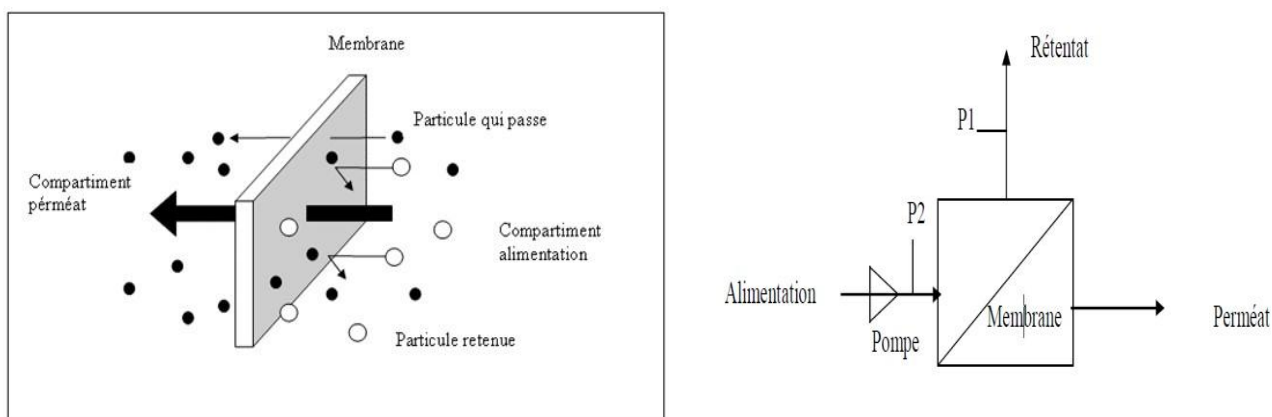 Membrane
Particule qui passe
Compartiment
pérméat
Compartiment
alimentation
Particule retenue
Rétentat
P1
P2
Alimentation
Pompe
Membrane
Perméat